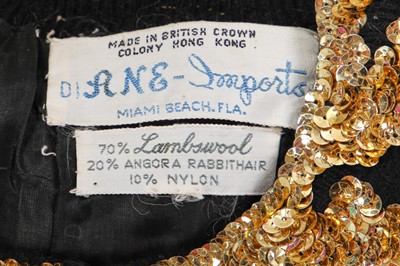 MADE IN BRITISH CROWN
COLONY HONG KONG
DIANE-Imports
MIAMI BEACH. FLA.
70% Lambswool
20% ANGORA RABBITHAIR
10% NYLON